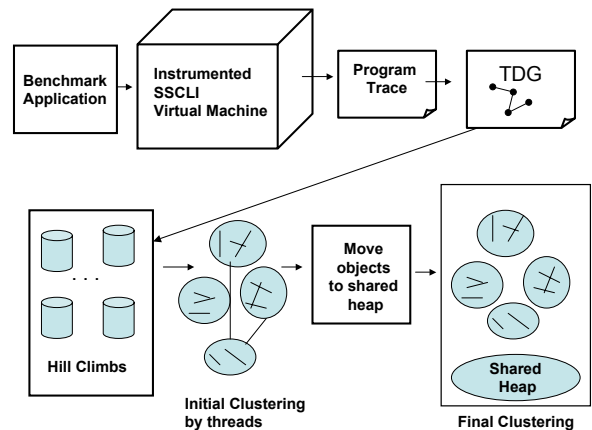 Benchmark
Application
Instrumented
SSCLI
Virtual Machine
Program
Trace
TDG
. . .
Hill Climbs
Initial Clustering
by threads
Move
objects
to shared
heap
Shared
Heap
Final Clustering